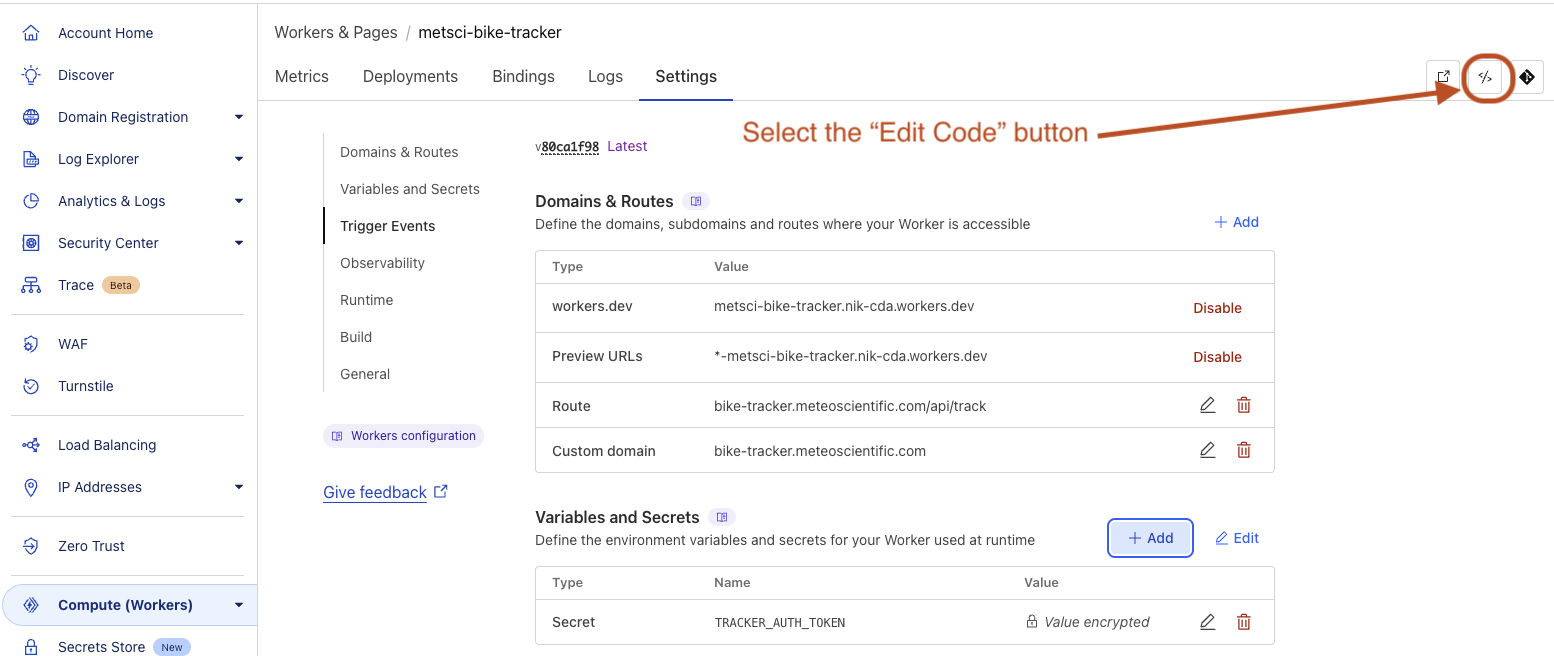 Account Home
Discover
Domain Registration
Log Explorer
Analytics & Logs
Security Center
Trace Beta
WAF
Turnstile
Load Balancing
IP Addresses
Zero Trust
Compute (Workers)
Secrets Store New
Workers & Pages / metsci-bike-tracker
Metrics Deployments Bindings Logs Settings
Select the “Edit Code” button
Domains & Routes
Variables and Secrets
Trigger Events
Observability
Runtime
Build
General
Workers configuration
Give feedback
v80ca1f98 Latest
Domains & Routes
Define the domains, subdomains and routes where your Worker is accessible
+ Add
Type Value
workers.dev metsci-bike-tracker.nik-cda.workers.dev Disable
Preview URLs *-metsci-bike-tracker.nik-cda.workers.dev Disable
Route bike-tracker.meteoscientific.com/api/track
Custom domain bike-tracker.meteoscientific.com
Variables and Secrets
Define the environment variables and secrets for your Worker used at runtime
+ Add Edit
Type Name Value
Secret TRACKER_AUTH_TOKEN Value encrypted